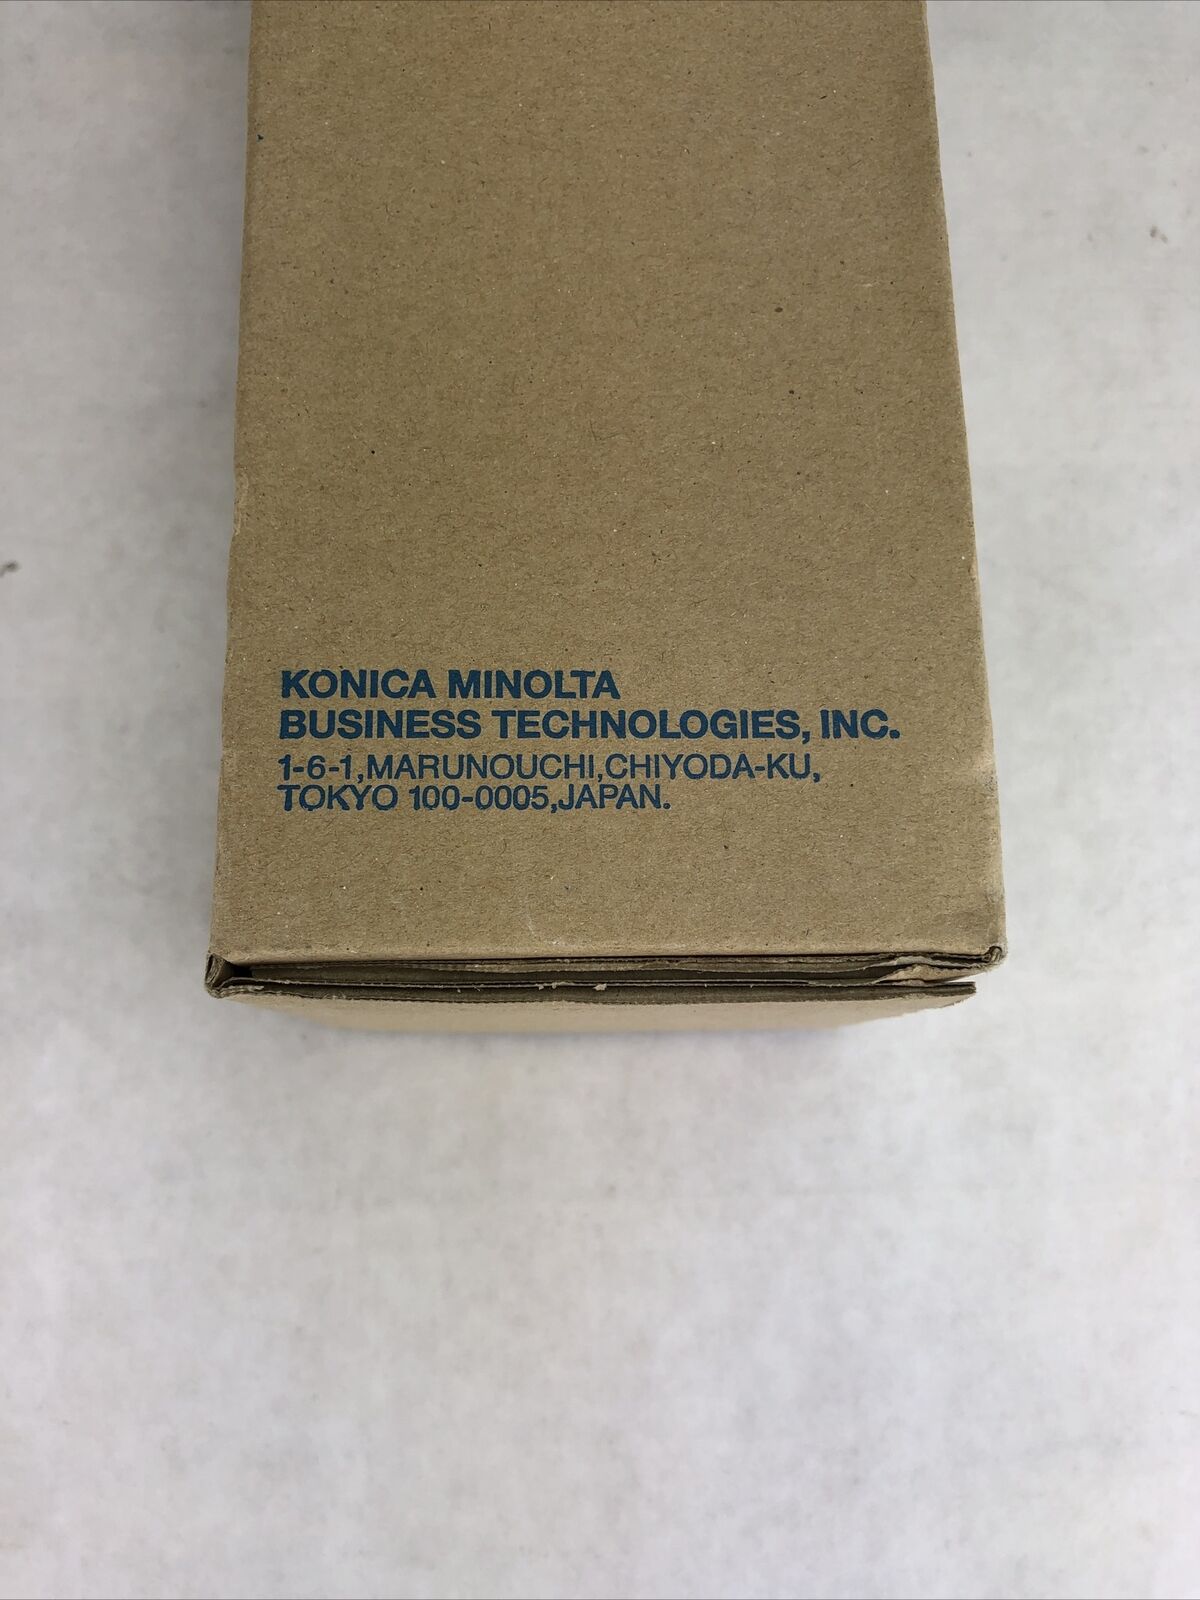 KONICA MINOLTA
BUSINESS TECHNOLOGIES, INC.
1-6-1,MARUNOUCHI,CHIYODA-KU,
TOKYO 100-0005,JAPAN.